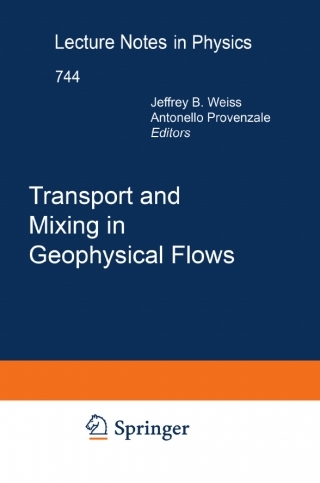 Lecture Notes in Physics
744
Jeffrey B. Weiss
Antonello Provenzale
Editors
Transport and
Mixing in
Geophysical Flows
Springer